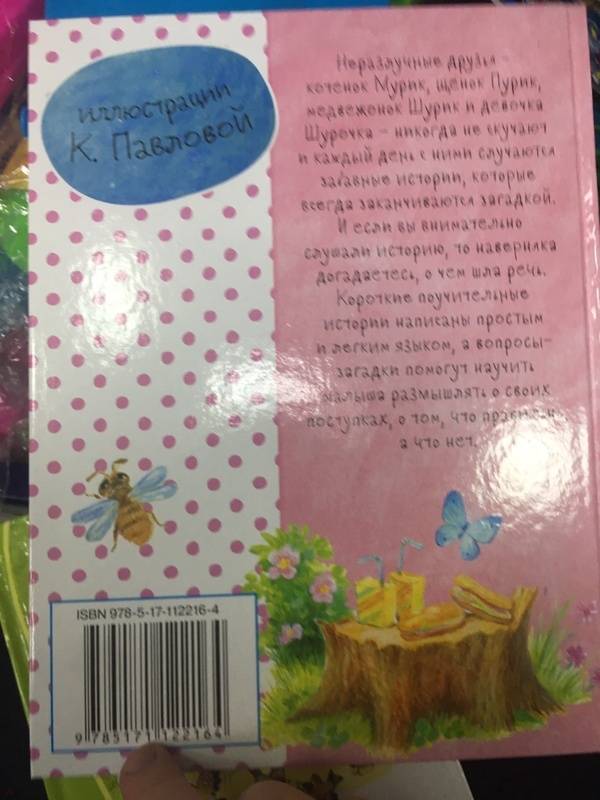 иллюстрации
К. Павловой
Неразлучные друзья –
котенок Мурик, щенок Пурик,
медвежонок Шурик и девочка
Шурочка – никогда не скучают
и каждый день с ними случаются
забавные истории, которые
всегда заканчиваются загадкой.
И если вы внимательно
слушали историю, то наверняка
догадаетесь, о чем шла речь.
Короткие поучительные
истории написаны простым
и легким языком, а вопросы-
загадки помогут научить
малыша размышлять о своих
поступках, о том, что правильно,
а что нет.
ISBN 978-5-17-112216-4
9 785171 122164